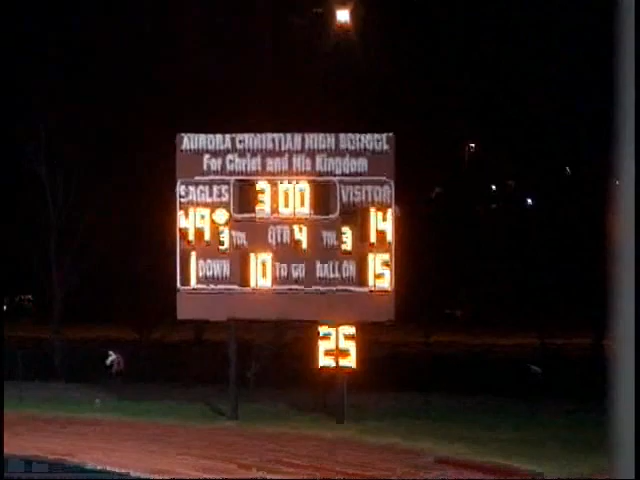 AURORA CHRISTIAN HIGH SCHOOL
For Christ and His Kingdom
EAGLES 3:00 VISITOR
49 14
3 TOL QTR 4 TOL 3
1 DOWN 10 TO GO BALL ON 15
25